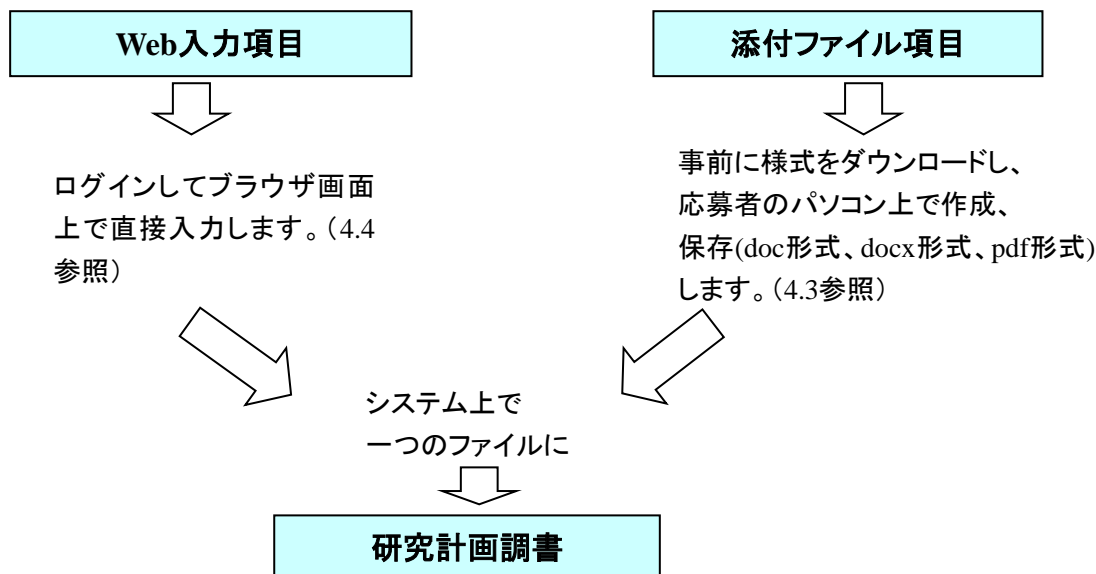 Web入力項目
添付ファイル項目
ログインしてブラウザ画面
上で直接入力します。（4.4
参照）
事前に様式をダウンロードし、
応募者のパソコン上で作成、
保存(doc形式、docx形式、pdf形式)
します。（4.3参照）
システム上で
一つのファイルに
研究計画調書